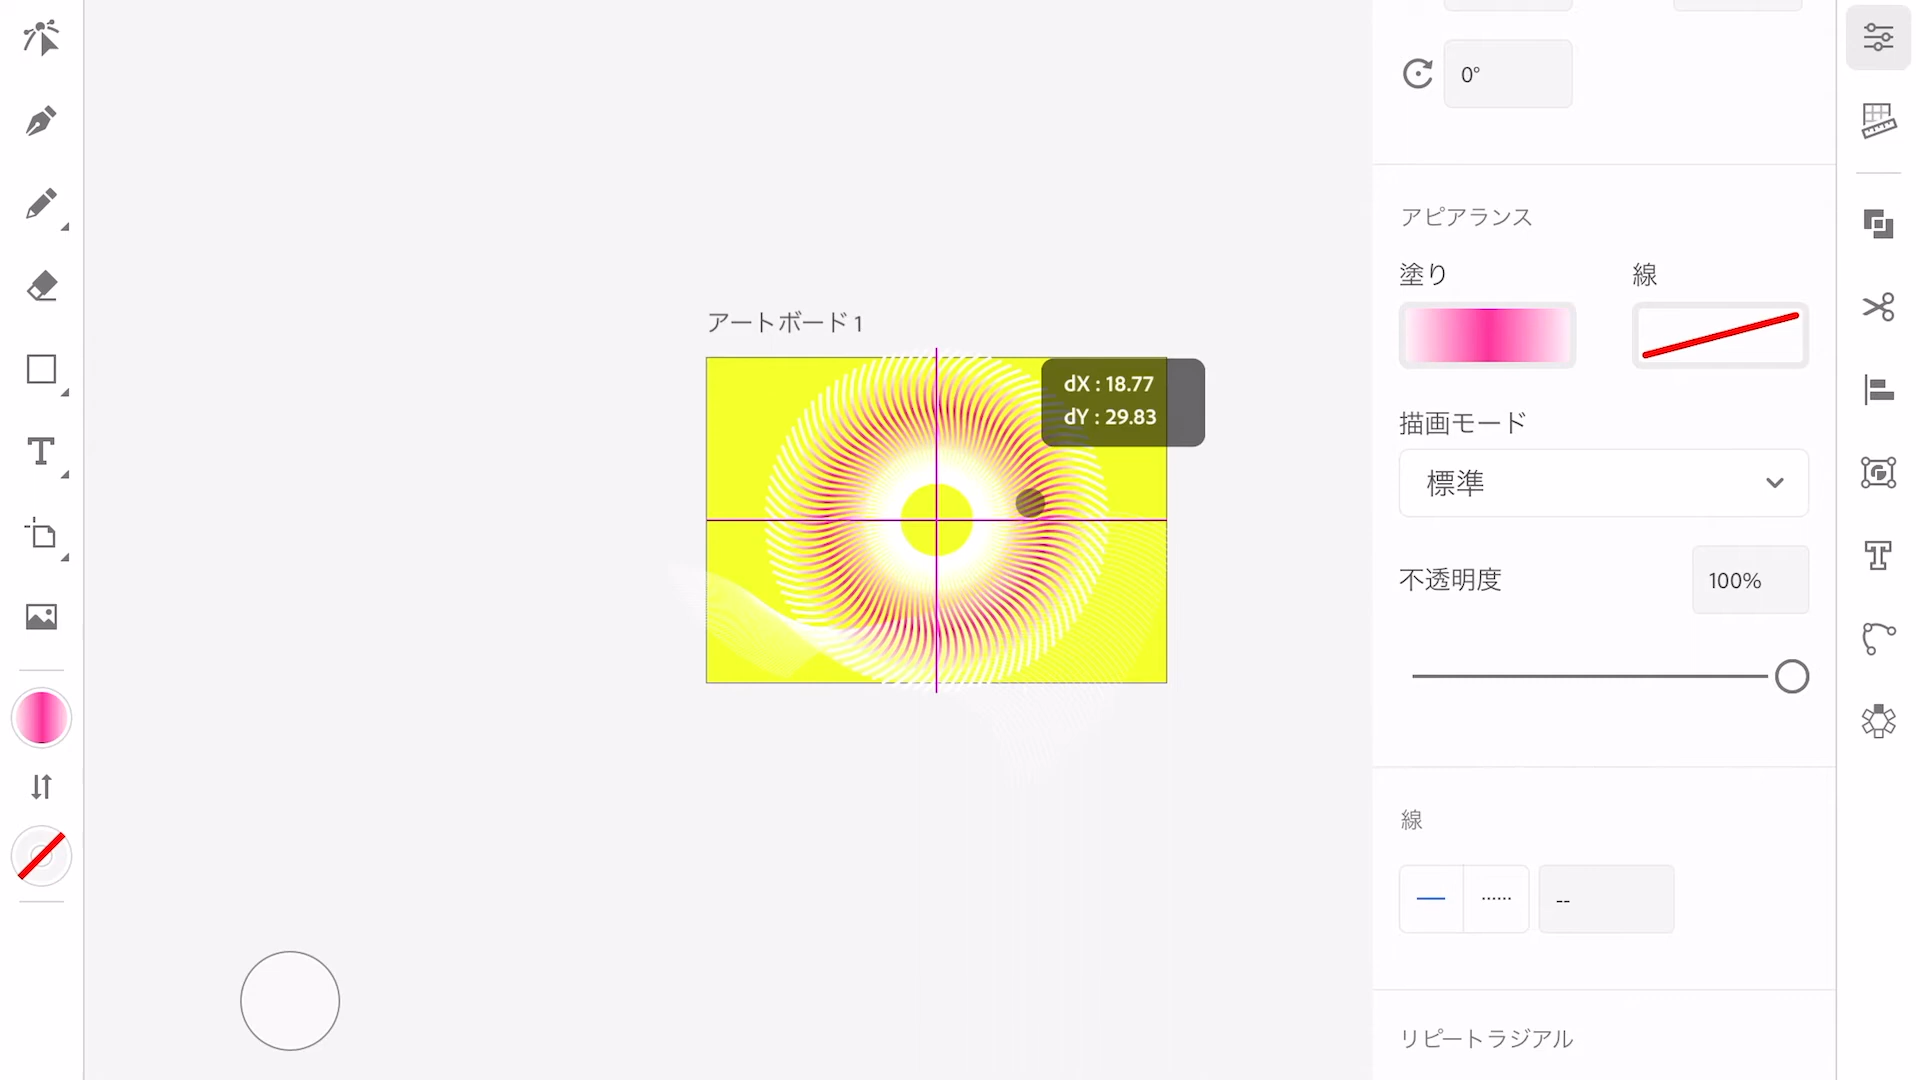 0°
アピアランス
塗り
線
描画モード
標準
不透明度
100%
線
--
リピートラジアル
アートボード 1
dX : 18.77
dY : 29.83